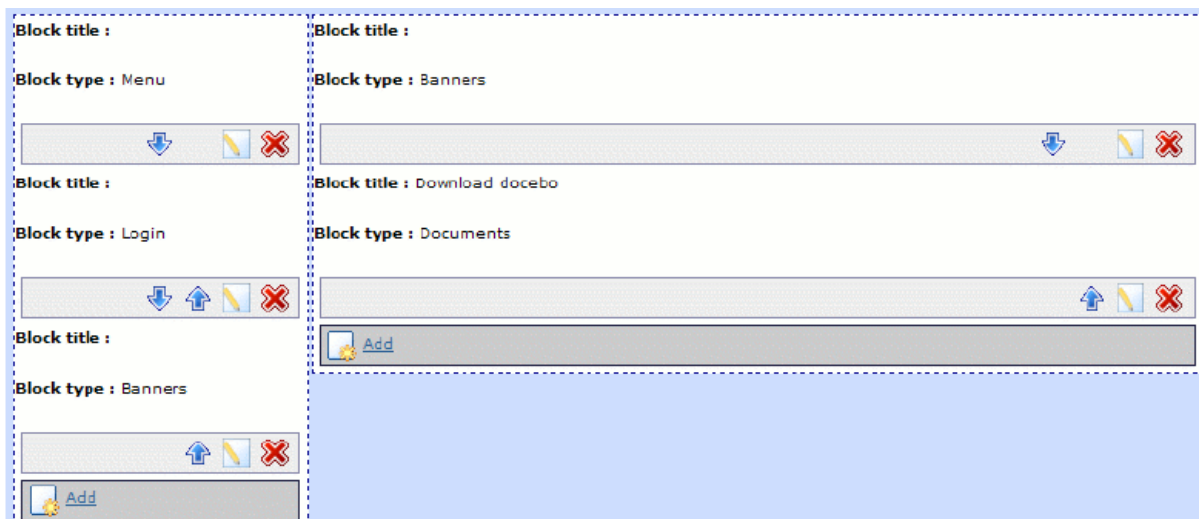 Block title :
Block type : Menu
Block title :
Block type : Login
Block title :
Block type : Banners
Add
Block title :
Block type : Banners
Block title : Download docebo
Block type : Documents
Add